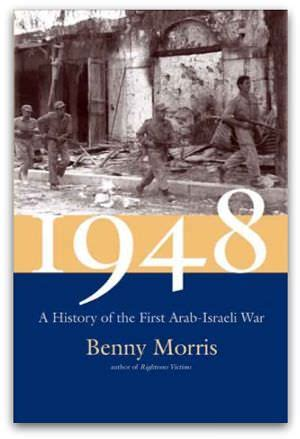 1948
A History of the First Arab-Israeli War
Benny Morris
author of Righteous Victims